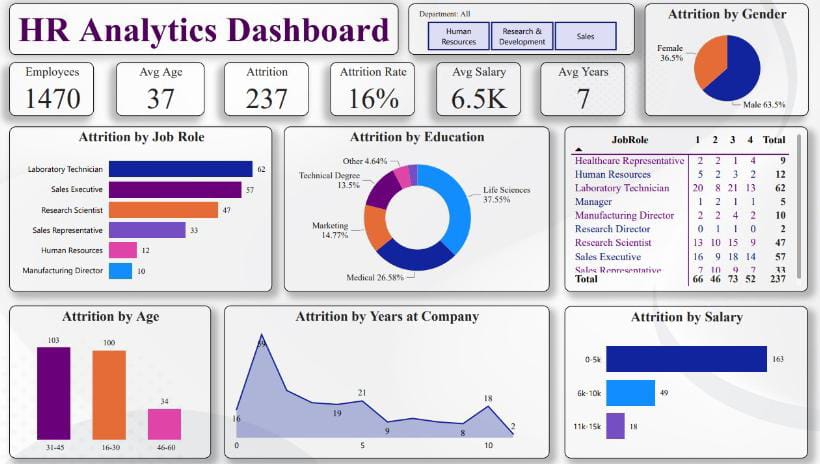 HR Analytics Dashboard
Department: All
Human Resources
Research & Development
Sales
Attrition by Gender
Female 36.5%
Male 63.5%
Employees
1470
Avg Age
37
Attrition
237
Attrition Rate
16%
Avg Salary
6.5K
Avg Years
7
Attrition by Job Role
Laboratory Technician 62
Sales Executive 57
Research Scientist 47
Sales Representative 33
Human Resources 12
Manufacturing Director 10
Attrition by Education
Other 4.64%
Technical Degree 13.5%
Life Sciences 37.55%
Marketing 14.77%
Medical 26.58%
JobRole 1 2 3 4 Total
Healthcare Representative 2 2 1 4 9
Human Resources 5 2 3 2 12
Laboratory Technician 20 8 21 13 62
Manager 1 2 1 1 5
Manufacturing Director 2 2 4 2 10
Research Director 0 1 1 0 2
Research Scientist 13 10 15 9 47
Sales Executive 16 9 18 14 57
Sales Representative 7 10 9 7 33
Total 66 46 73 52 237
Attrition by Age
103
100
34
31-45 16-30 46-60
Attrition by Years at Company
59
16
19
21
9
8
18
2
0 5 10
Attrition by Salary
0-5k 163
6k-10k 49
11k-15k 18